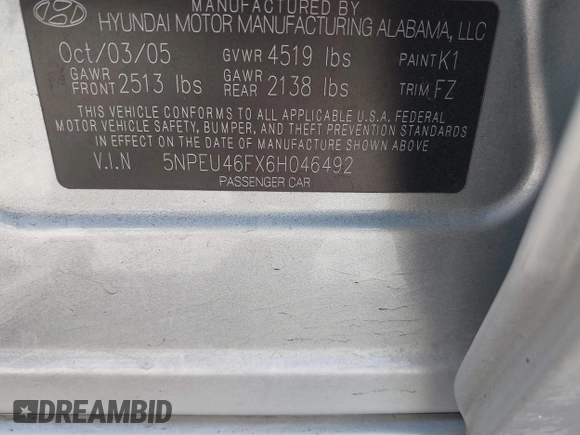 MANUFACTURED BY
HYUNDAI MOTOR MANUFACTURING ALABAMA, LLC
Oct/03/05 GVWR 4519 lbs PAINT K1
GAWR FRONT 2513 lbs GAWR REAR 2138 lbs TRIM FZ
THIS VEHICLE CONFORMS TO ALL APPLICABLE U.S.A. FEDERAL
MOTOR VEHICLE SAFETY, BUMPER, AND THEFT PREVENTION STANDARDS
IN EFFECT ON THE DATE OF MANUFACTURE SHOWN ABOVE.
V.I.N 5NPEU46FX6H046492
PASSENGER CAR
DREAMBID